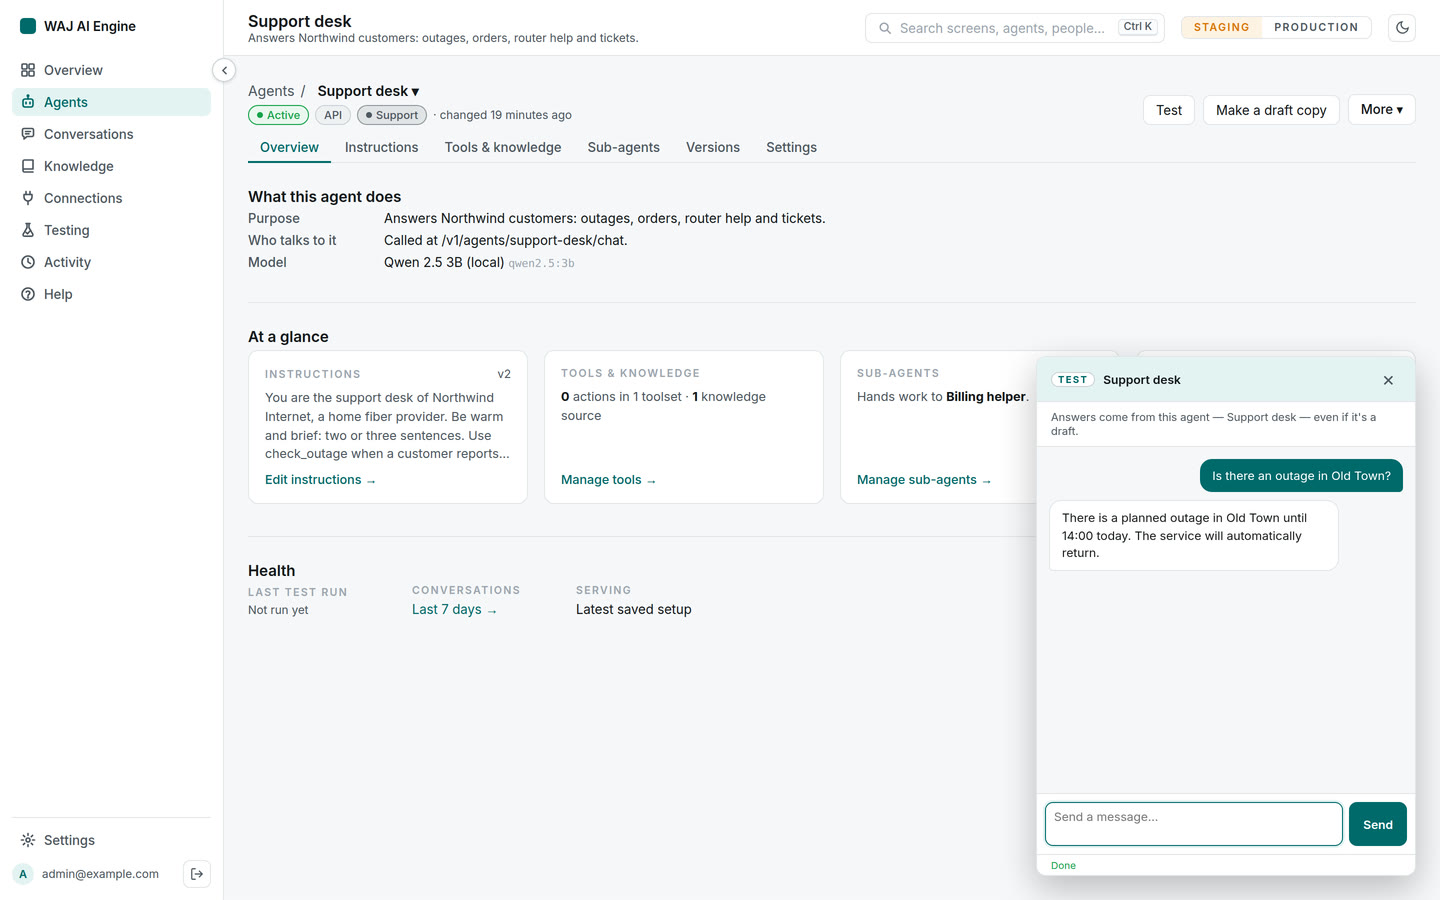 WAJ AI Engine
Overview
Agents
Conversations
Knowledge
Connections
Testing
Activity
Help
Settings
A admin@example.com
Support desk
Answers Northwind customers: outages, orders, router help and tickets.
Search screens, agents, people... Ctrl K
STAGING PRODUCTION
Agents / Support desk ▾
Active API Support · changed 19 minutes ago
Test Make a draft copy More ▾
Overview Instructions Tools & knowledge Sub-agents Versions Settings
What this agent does
Purpose Answers Northwind customers: outages, orders, router help and tickets.
Who talks to it Called at /v1/agents/support-desk/chat.
Model Qwen 2.5 3B (local) qwen2.5:3b
At a glance
INSTRUCTIONS v2
You are the support desk of Northwind
Internet, a home fiber provider. Be warm
and brief: two or three sentences. Use
check_outage when a customer reports...
Edit instructions →
TOOLS & KNOWLEDGE
0 actions in 1 toolset · 1 knowledge
source
Manage tools →
SUB-AGENTS
Hands work to Billing helper.
Manage sub-agents →
Health
LAST TEST RUN
Not run yet
CONVERSATIONS
Last 7 days →
SERVING
Latest saved setup
TEST Support desk
Answers come from this agent — Support desk — even if it's a
draft.
Is there an outage in Old Town?
There is a planned outage in Old Town until
14:00 today. The service will automatically
return.
Send a message...
Send
Done